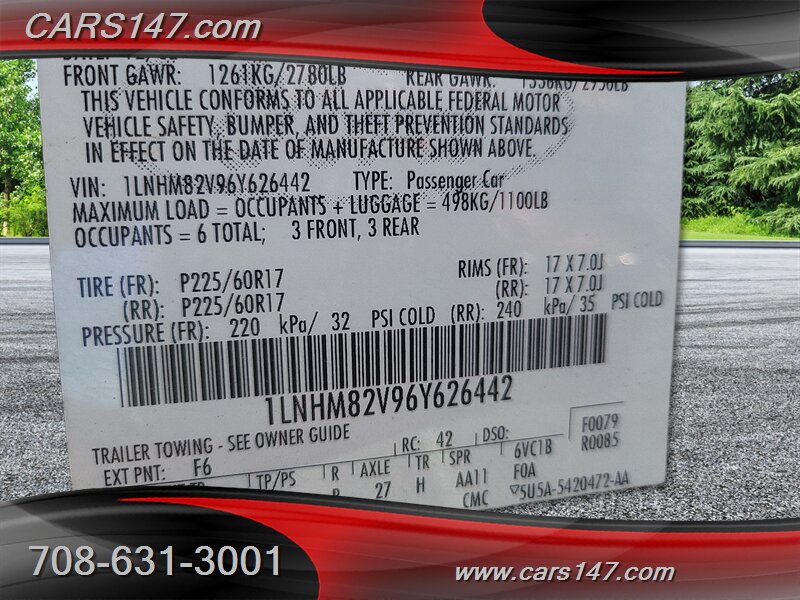 CARS147.com
FRONT GAWR: 1261KG/2780LB REAR GAWR:
THIS VEHICLE CONFORMS TO ALL APPLICABLE FEDERAL MOTOR
VEHICLE SAFETY, BUMPER, AND THEFT PREVENTION STANDARDS
IN EFFECT ON THE DATE OF MANUFACTURE SHOWN ABOVE.
VIN: 1LNHM82V96Y626442 TYPE: Passenger Car
MAXIMUM LOAD = OCCUPANTS + LUGGAGE = 498KG/1100LB
OCCUPANTS = 6 TOTAL; 3 FRONT, 3 REAR
TIRE (FR): P225/60R17 RIMS (FR): 17 X 7.0J
(RR): P225/60R17 (RR): 17 X 7.0J
PRESSURE (FR): 220 kPa/ 32 PSI COLD (RR): 240 kPa/ 35 PSI COLD
1LNHM82V96Y626442
TRAILER TOWING - SEE OWNER GUIDE RC: 42 DSO: F0079
EXT PNT: F6 6VC1B R0085
TP/PS R AXLE TR SPR F0A
27 H AA11
CMC 5U5A-5420472-AA
708-631-3001
www.cars147.com